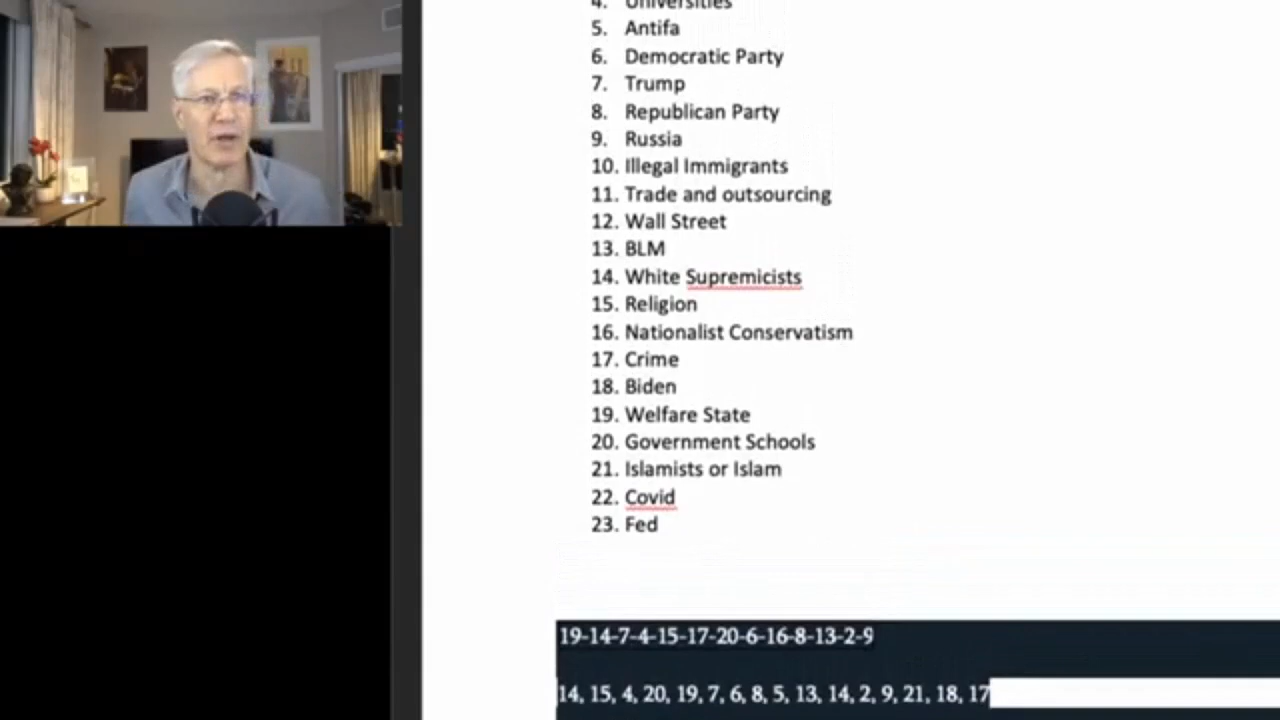 4. Universities
5. Antifa
6. Democratic Party
7. Trump
8. Republican Party
9. Russia
10. Illegal Immigrants
11. Trade and outsourcing
12. Wall Street
13. BLM
14. White Supremicists
15. Religion
16. Nationalist Conservatism
17. Crime
18. Biden
19. Welfare State
20. Government Schools
21. Islamists or Islam
22. Covid
23. Fed
19-14-7-4-15-17-20-6-16-8-13-2-9
14, 15, 4, 20, 19, 7, 6, 8, 5, 13, 14, 2, 9, 21, 18, 17